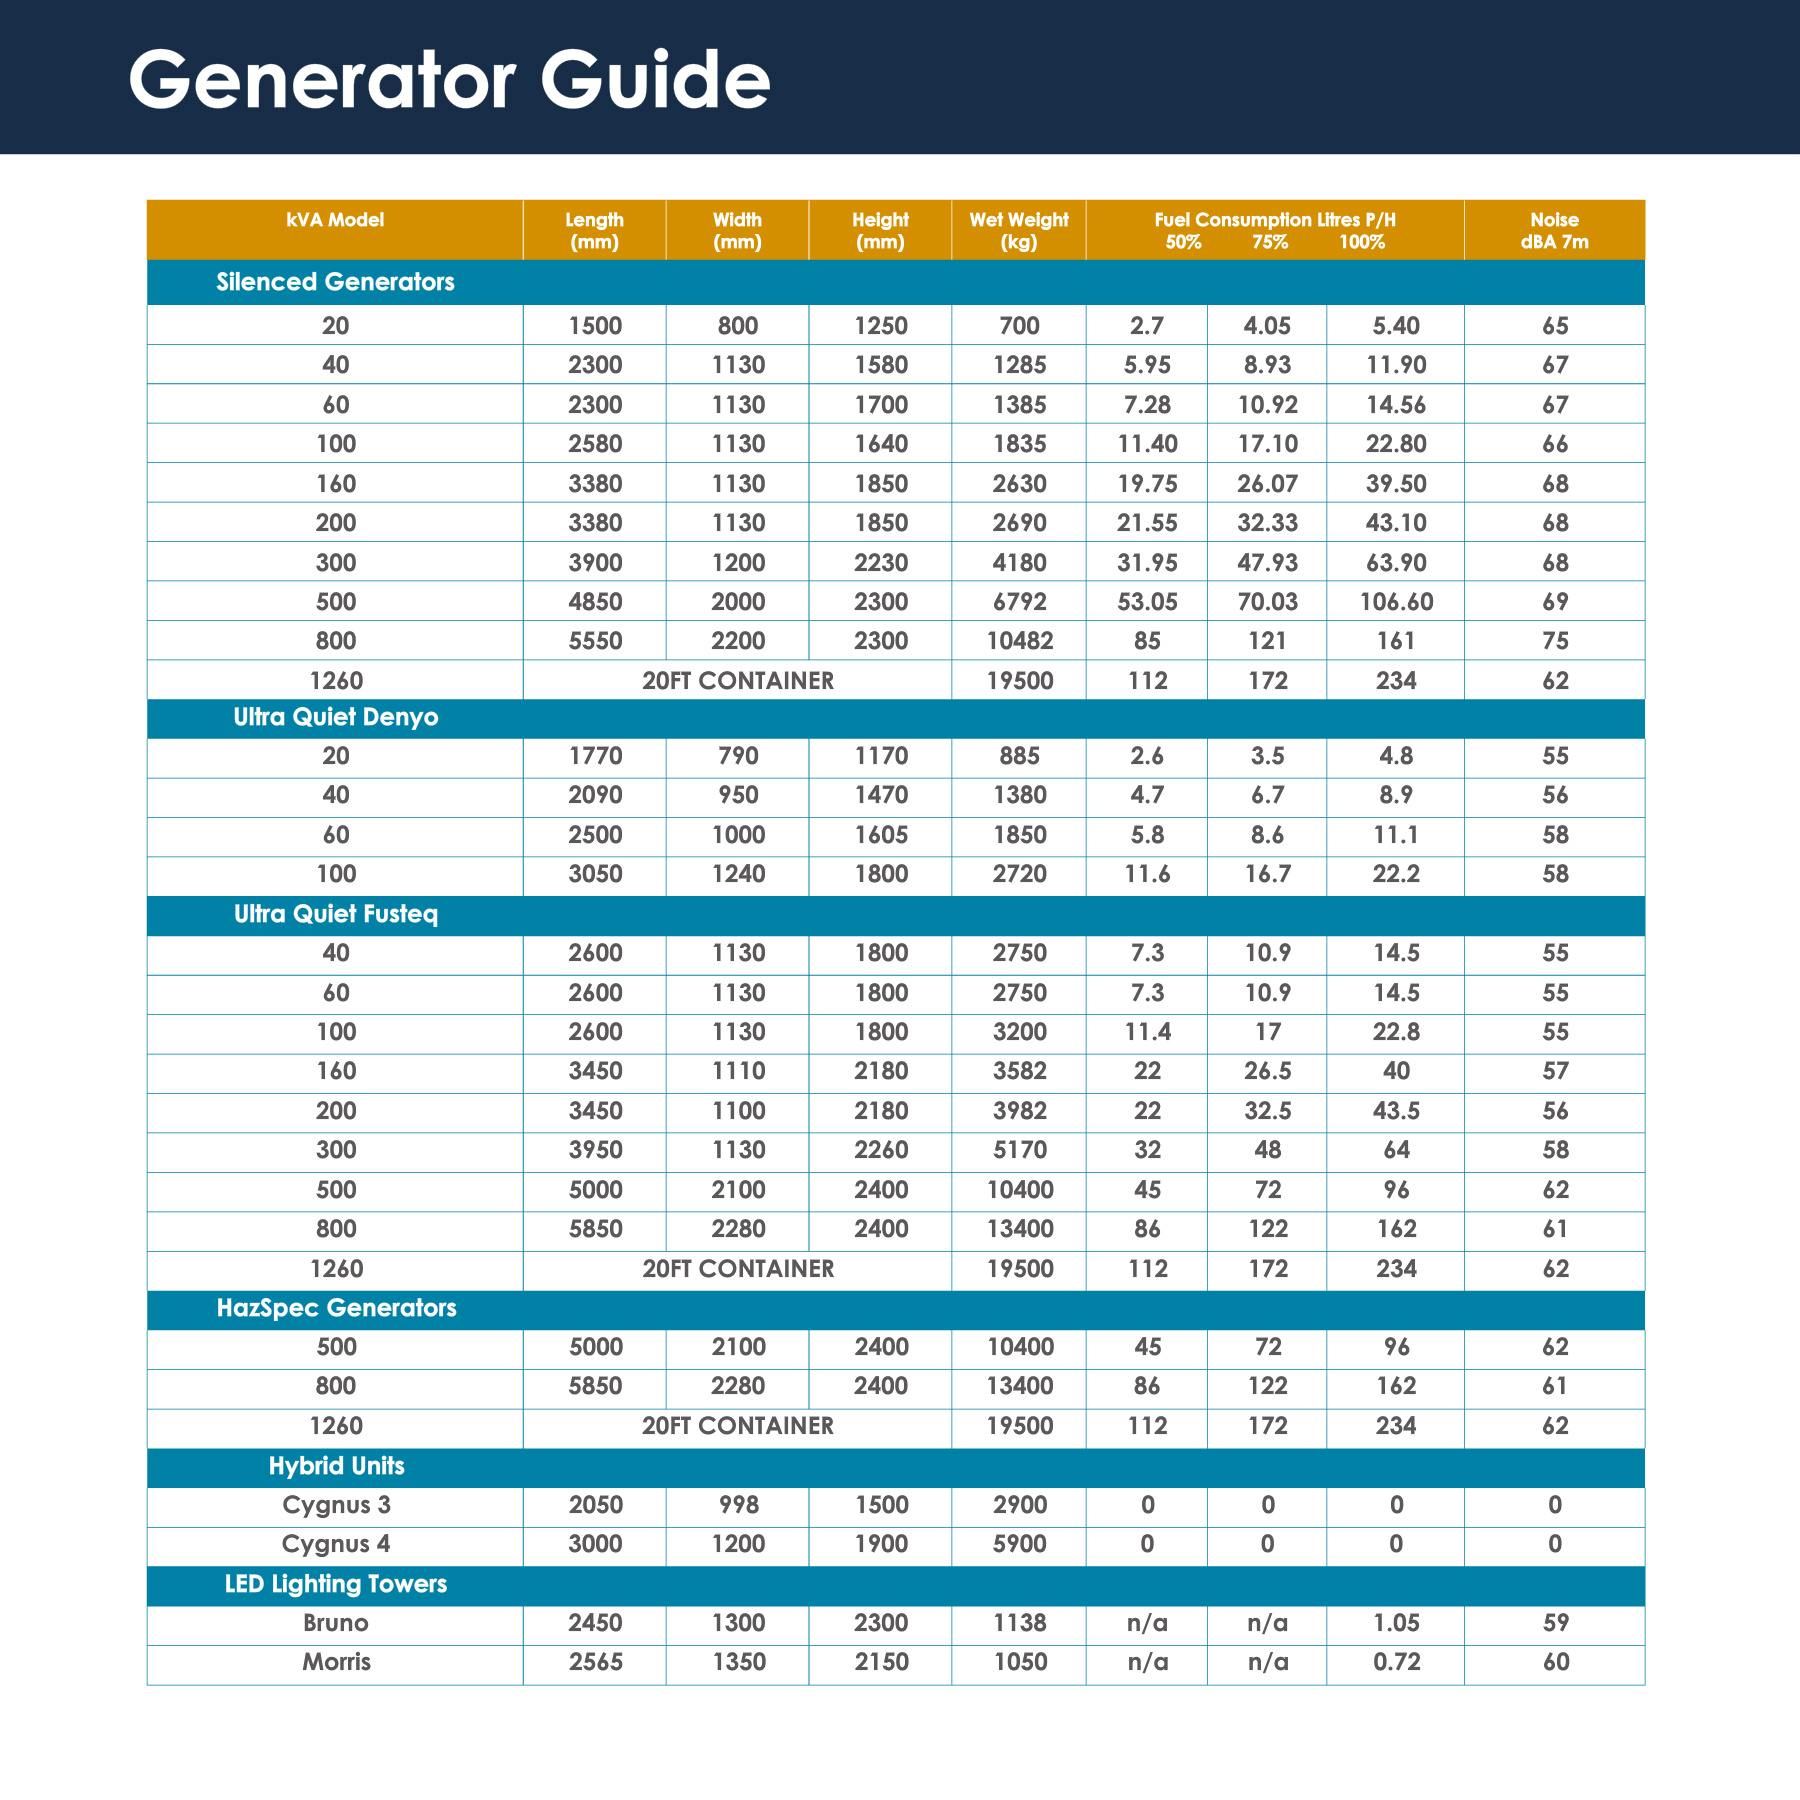 Generator Guide
kVA Model Length Width Height Wet Weight Fuel Consumption Litres P/H Noise
(mm) (mm) (mm) (kg) 50% 75% 100% dBA 7m
Silenced Generators
20 1500 800 1250 700 2.7 4.05 5.40 65
40 2300 1130 1580 1285 5.95 8.93 11.90 67
60 2300 1130 1700 1385 7.28 10.92 14.56 67
100 2580 1130 1640 1835 11.40 17.10 22.80 66
160 3380 1130 1850 2630 19.75 26.07 39.50 68
200 3380 1130 1850 2690 21.55 32.33 43.10 68
300 3900 1200 2230 4180 31.95 47.93 63.90 68
500 4850 2000 2300 6792 53.05 70.03 106.60 69
800 5550 2200 2300 10482 85 121 161 75
1260 20FT CONTAINER 19500 112 172 234 62
Ultra Quiet Denyo
20 1770 790 1170 885 2.6 3.5 4.8 55
40 2090 950 1470 1380 4.7 6.7 8.9 56
60 2500 1000 1605 1850 5.8 8.6 11.1 58
100 3050 1240 1800 2720 11.6 16.7 22.2 58
Ultra Quiet Fusteq
40 2600 1130 1800 2750 7.3 10.9 14.5 55
60 2600 1130 1800 2750 7.3 10.9 14.5 55
100 2600 1130 1800 3200 11.4 17 22.8 55
160 3450 1110 2180 3582 22 26.5 40 57
200 3450 1100 2180 3982 22 32.5 43.5 56
300 3950 1130 2260 5170 32 48 64 58
500 5000 2100 2400 10400 45 72 96 62
800 5850 2280 2400 13400 86 122 162 61
1260 20FT CONTAINER 19500 112 172 234 62
HazSpec Generators
500 5000 2100 2400 10400 45 72 96 62
800 5850 2280 2400 13400 86 122 162 61
1260 20FT CONTAINER 19500 112 172 234 62
Hybrid Units
Cygnus 3 2050 998 1500 2900 0 0 0 0
Cygnus 4 3000 1200 1900 5900 0 0 0 0
LED Lighting Towers
Bruno 2450 1300 2300 1138 n/a n/a 1.05 59
Morris 2565 1350 2150 1050 n/a n/a 0.72 60